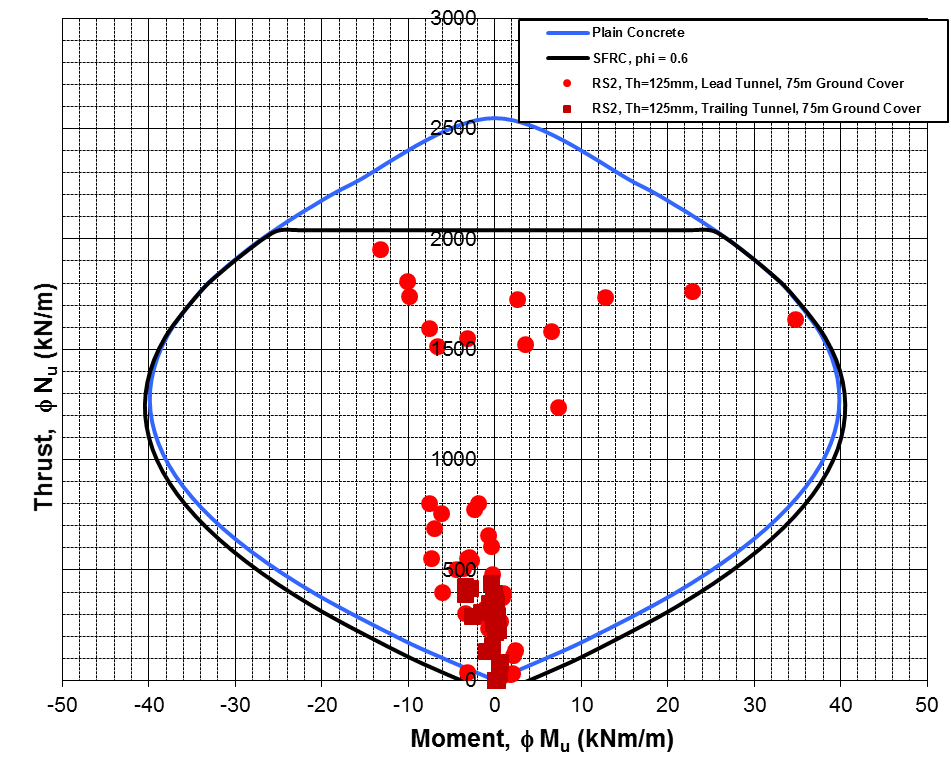 3000
Plain Concrete
SFRC, phi = 0.6
RS2, Th=125mm, Lead Tunnel, 75m Ground Cover
RS2, Th=125mm, Trailing Tunnel, 75m Ground Cover
2500
2000
1500
1000
500
0
Thrust, ϕ Nu (kN/m)
-50 -40 -30 -20 -10 0 10 20 30 40 50
Moment, ϕ Mu (kNm/m)